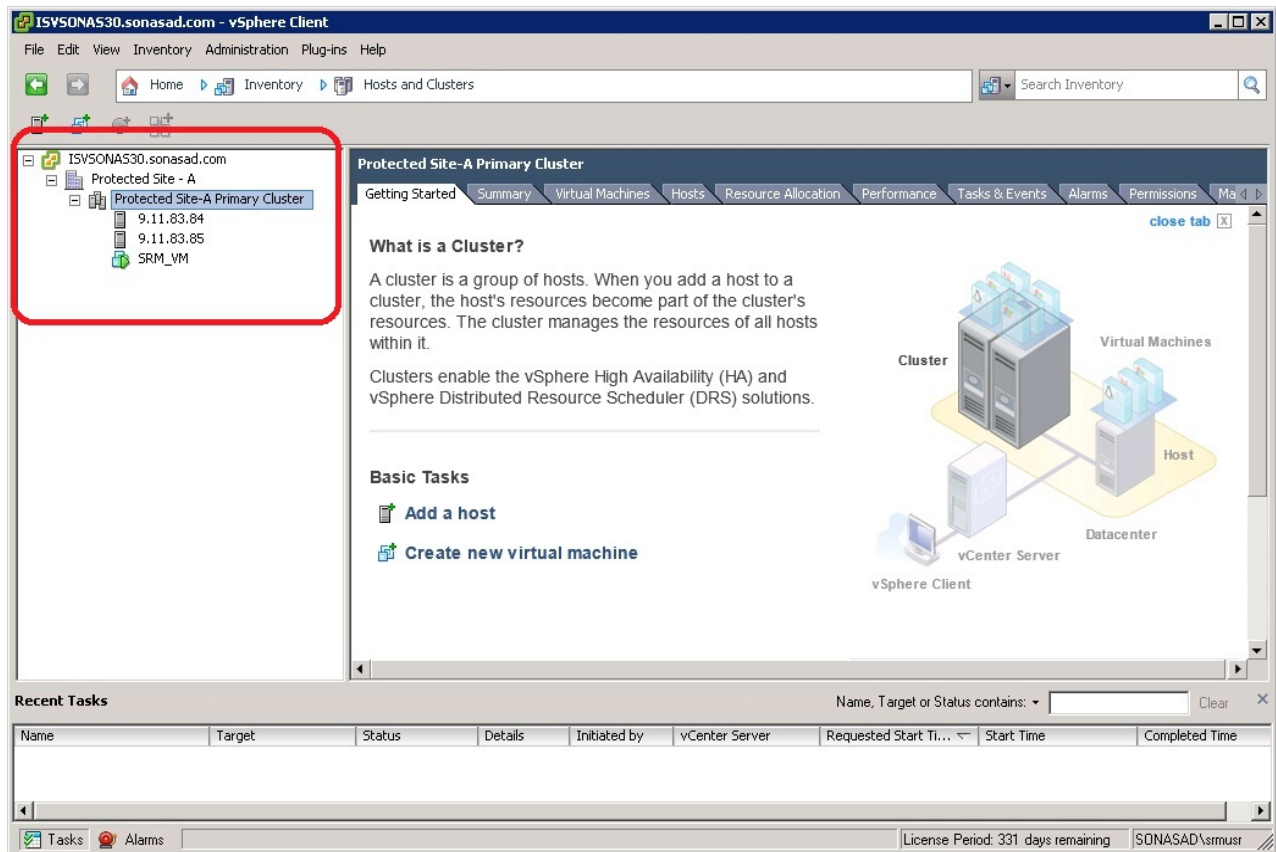 ISVSONAS30.sonasad.com - vSphere Client
File Edit View Inventory Administration Plug-ins Help
Home Inventory Hosts and Clusters Search Inventory
ISVSONAS30.sonasad.com
Protected Site - A
Protected Site-A Primary Cluster
9.11.83.84
9.11.83.85
SRM_VM
Protected Site-A Primary Cluster
Getting Started Summary Virtual Machines Hosts Resource Allocation Performance Tasks & Events Alarms Permissions Ma
close tab X
What is a Cluster?
A cluster is a group of hosts. When you add a host to a
cluster, the host's resources become part of the cluster's
resources. The cluster manages the resources of all hosts
within it.
Clusters enable the vSphere High Availability (HA) and
vSphere Distributed Resource Scheduler (DRS) solutions.
Basic Tasks
Add a host
Create new virtual machine
Cluster
Virtual Machines
Host
Datacenter
vCenter Server
vSphere Client
Recent Tasks
Name, Target or Status contains: Clear
Name Target Status Details Initiated by vCenter Server Requested Start Ti... Start Time Completed Time
Tasks Alarms License Period: 331 days remaining SONASAD\srmusr